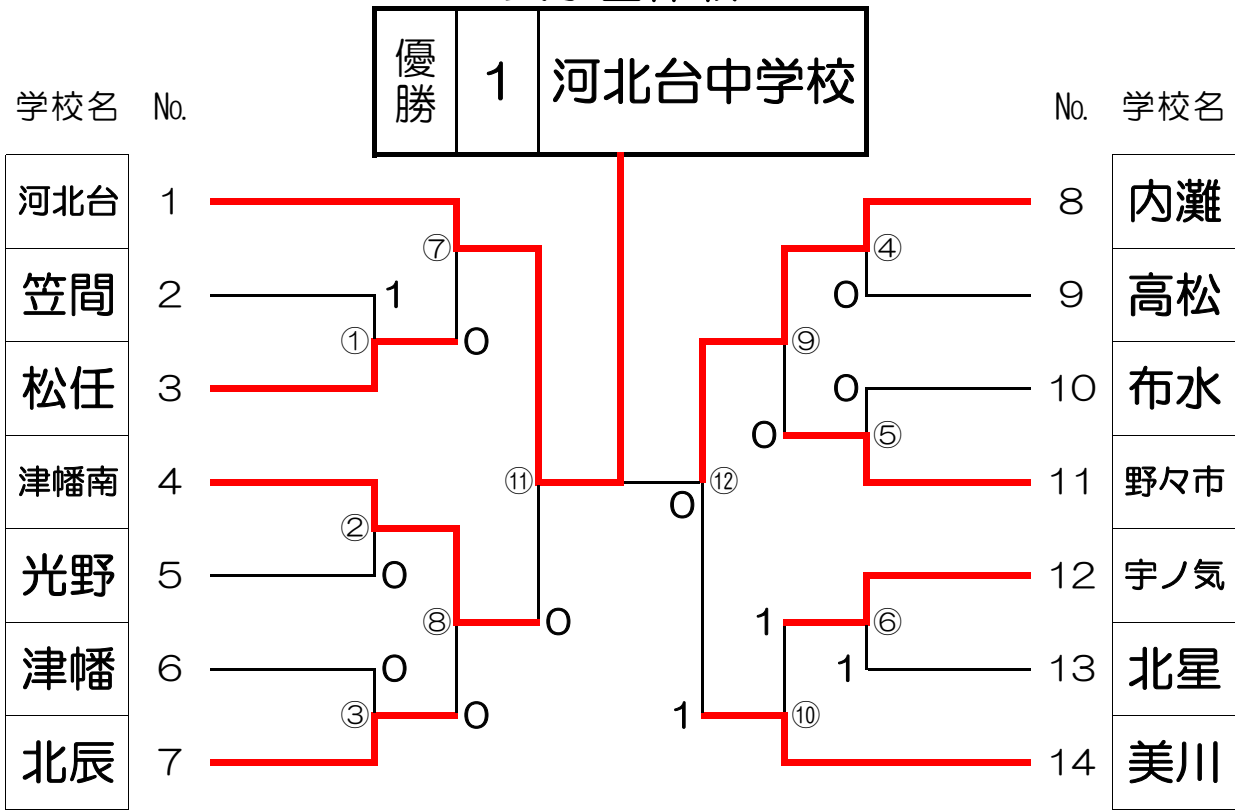 優勝 1 河北台中学校
学校名 No. No. 学校名
河北台 1 8 内灘
⑦ ④
笠間 2 1 0 9 高松
① 0 ⑨
松任 3 0 10 布水
0 ⑤
津幡南 4 ⑪ ⑫ 11 野々市
0
②
光野 5 0 12 宇ノ気
⑧ 0 1 ⑥
津幡 6 0 1 13 北星
③ 0 1 ⑩
北辰 7 14 美川